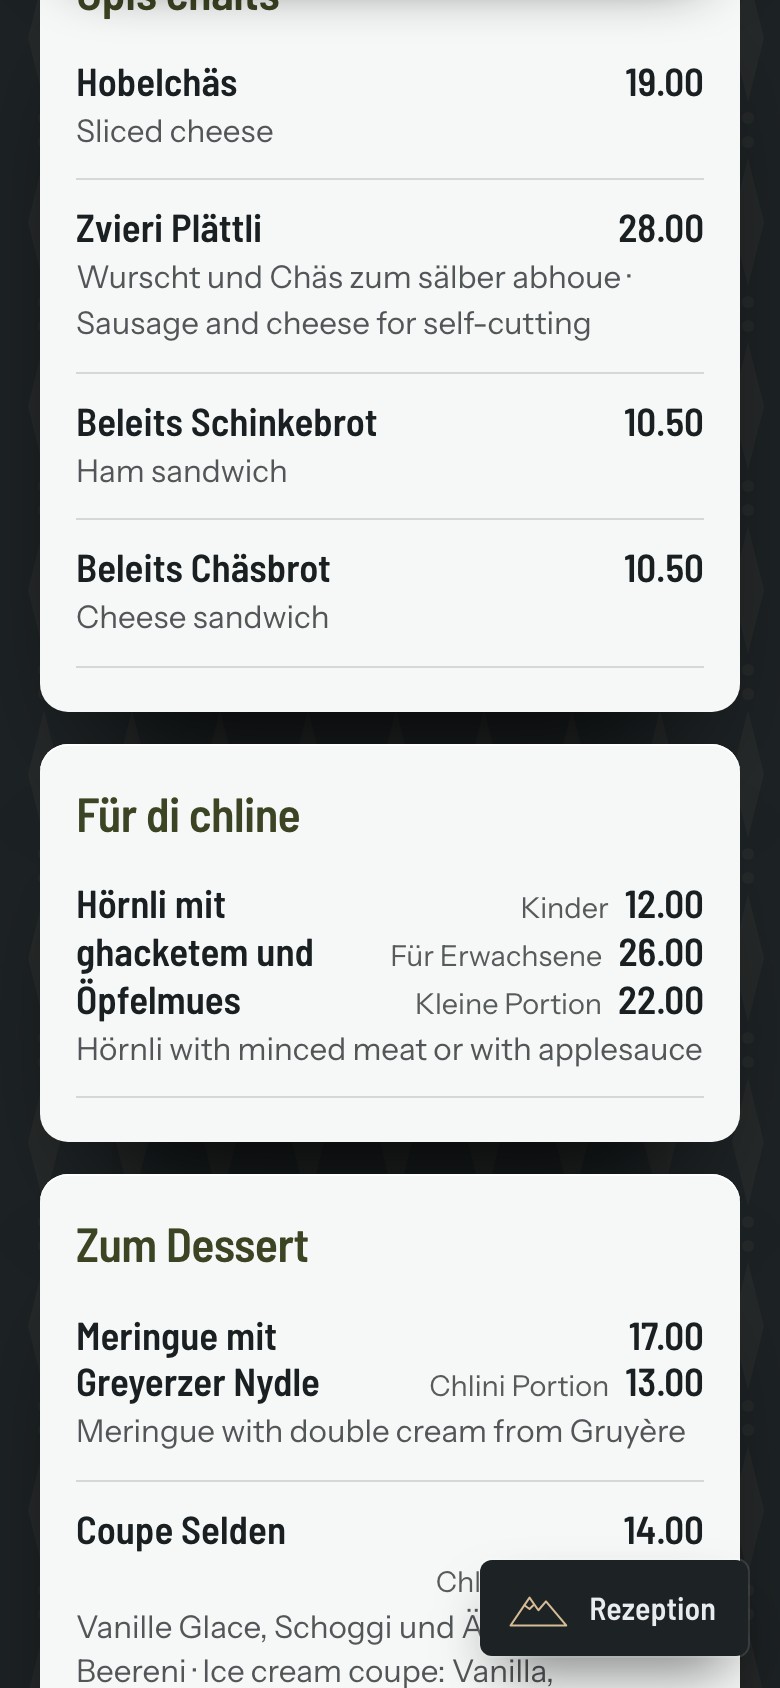 Hobelchäs 19.00
Sliced cheese
Zvieri Plättli 28.00
Wurscht und Chäs zum sälber abhoue ·
Sausage and cheese for self-cutting
Beleits Schinkebrot 10.50
Ham sandwich
Beleits Chäsbrot 10.50
Cheese sandwich
Für di chline
Hörnli mit Kinder 12.00
ghacketem und Für Erwachsene 26.00
Öpfelmues Kleine Portion 22.00
Hörnli with minced meat or with applesauce
Zum Dessert
Meringue mit 17.00
Greyerzer Nydle Chlini Portion 13.00
Meringue with double cream from Gruyère
Coupe Selden 14.00
Rezeption
Vanille Glace, Schoggi und
Beereni · Ice cream coupe: Vanilla,